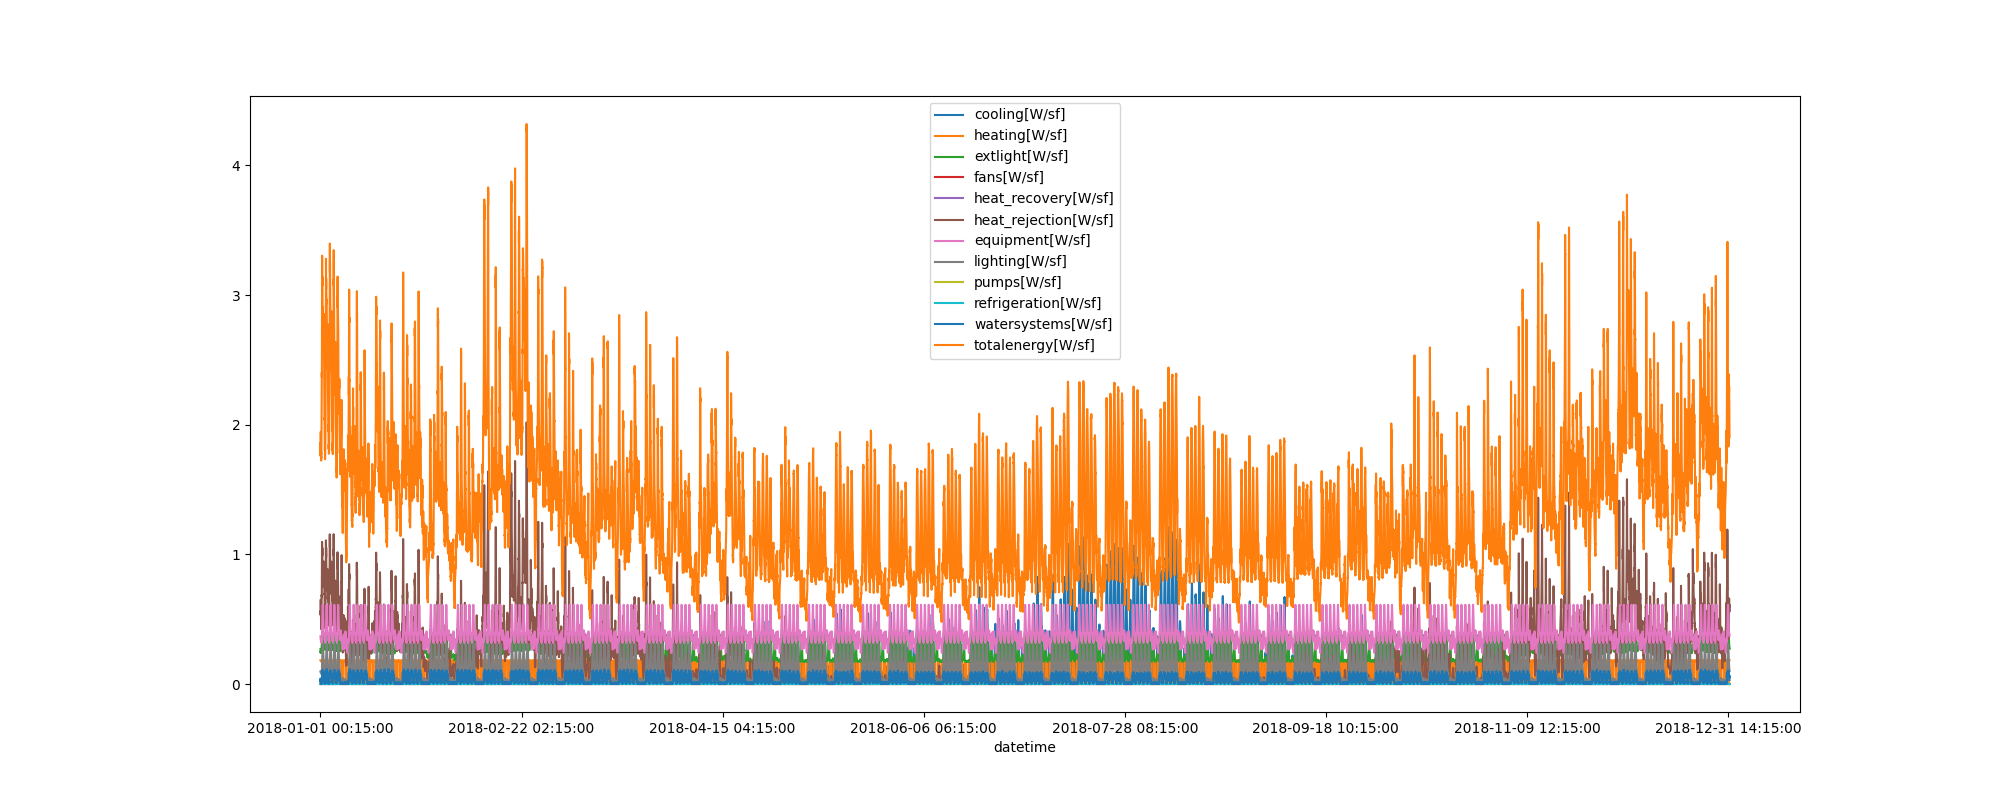 cooling[W/sf]
heating[W/sf]
extlight[W/sf]
fans[W/sf]
heat_recovery[W/sf]
heat_rejection[W/sf]
equipment[W/sf]
lighting[W/sf]
pumps[W/sf]
refrigeration[W/sf]
watersystems[W/sf]
totalenergy[W/sf]
4
3
2
1
0
2018-01-01 00:15:00 2018-02-22 02:15:00 2018-04-15 04:15:00 2018-06-06 06:15:00 2018-07-28 08:15:00 2018-09-18 10:15:00 2018-11-09 12:15:00 2018-12-31 14:15:00
datetime